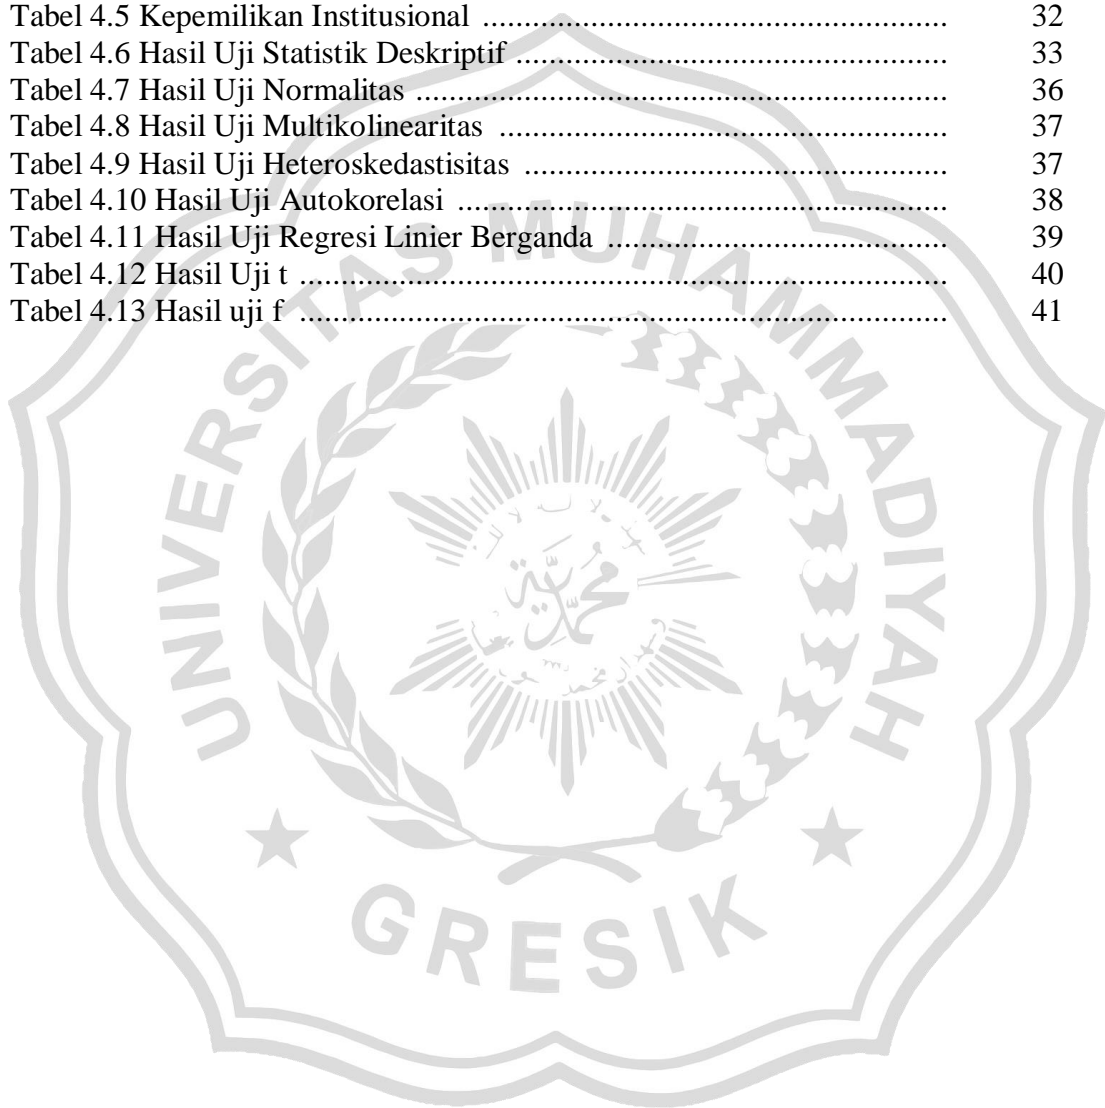 Tabel 4.5 Kepemilikan Institusional ........................................................... 32
Tabel 4.6 Hasil Uji Statistik Deskriptif ...................................................... 33
Tabel 4.7 Hasil Uji Normalitas .................................................................... 36
Tabel 4.8 Hasil Uji Multikolinearitas ......................................................... 37
Tabel 4.9 Hasil Uji Heteroskedastisitas ...................................................... 37
Tabel 4.10 Hasil Uji Autokorelasi .............................................................. 38
Tabel 4.11 Hasil Uji Regresi Linier Berganda ........................................... 39
Tabel 4.12 Hasil Uji t .................................................................................. 40
Tabel 4.13 Hasil uji f .................................................................................. 41
UNIVERSITAS MUHAMMADIYAH
محمدية
GRESIK